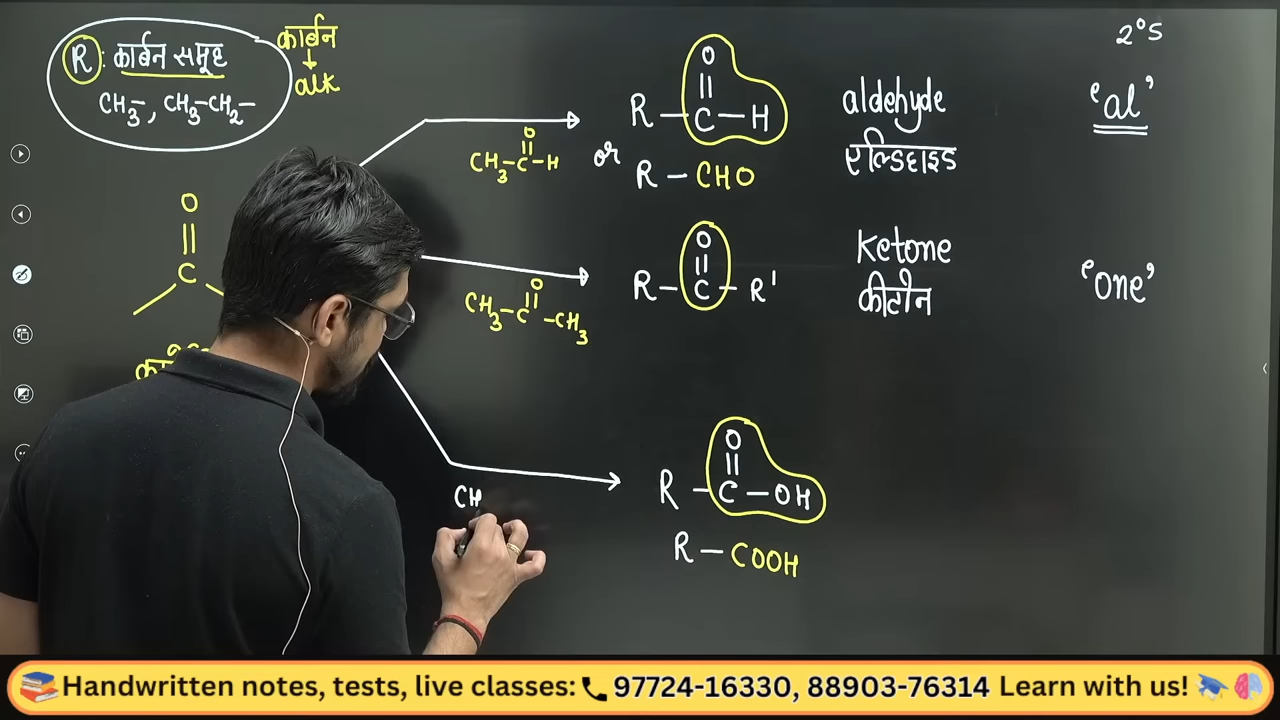 R : कार्बन समूह
CH3-, CH3-CH2-
कार्बन
↓
alk
2°S
O
||
R - C - H
aldehyde
एल्डिहाइड
'al'
O
||
CH3-C-H
or
R - CHO
O
||
C
O
||
R - C - R'
Ketone
कीटोन
'one'
O
||
CH3-C-CH3
O
||
R - C - OH
R - COOH
CH
Handwritten notes, tests, live classes: 97724-16330, 88903-76314 Learn with us!